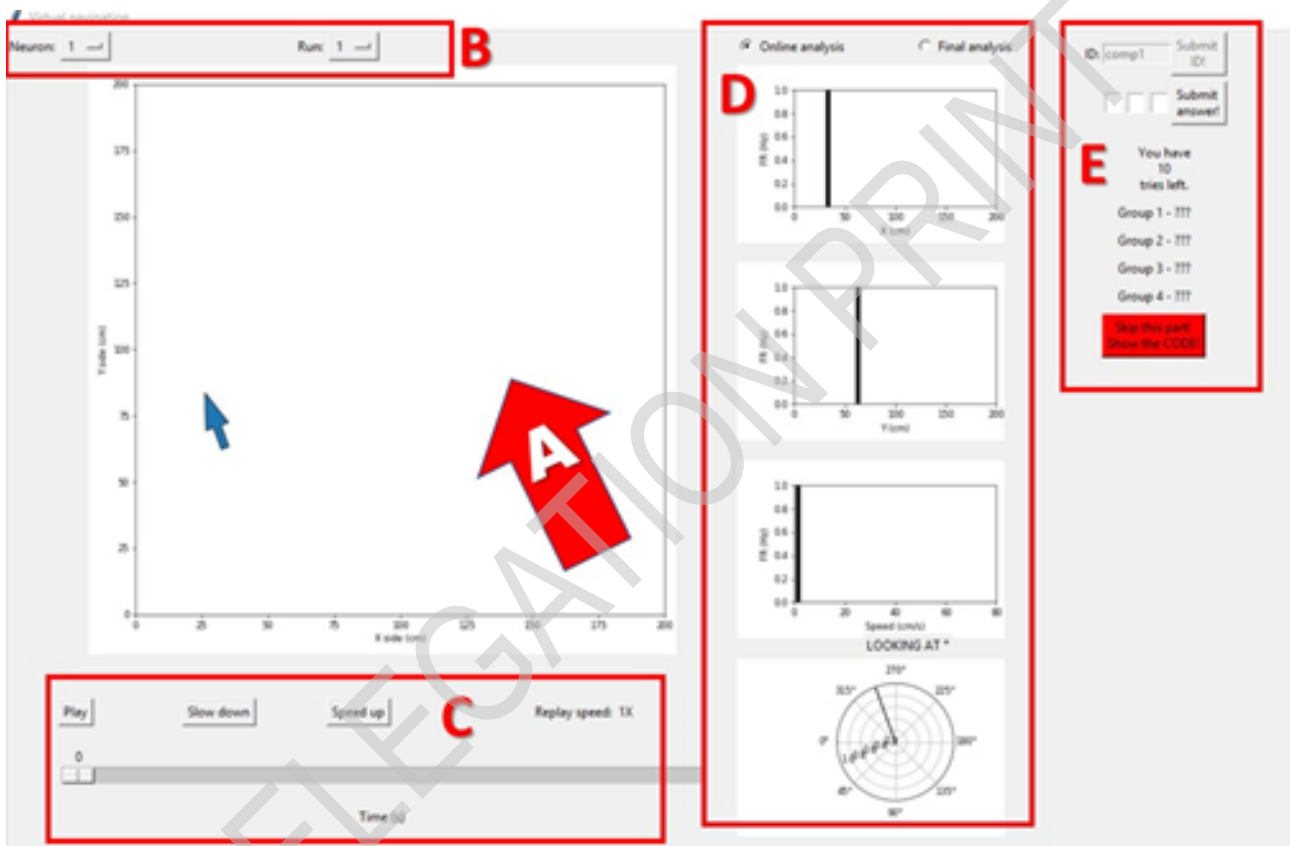 Virtual navigation
Neuron: 1
Run: 1
B
200
175
150
125
100
75
50
25
0
Y side (cm)
0 25 50 75 100 125 150 175 200
X side (cm)
A
Play
Slow down
Speed up
C
Replay speed: 1X
0
Time (s)
Online analysis
Final analysis
D
1.0
0.8
0.6
0.4
0.2
0.0
FR (Hz)
0 50 100 150 200
X (cm)
1.0
0.8
0.6
0.4
0.2
0.0
FR (Hz)
0 50 100 150 200
Y (cm)
1.0
0.8
0.6
0.4
0.2
0.0
FR (Hz)
0 20 40 60 80
Speed (cm/s)
LOOKING AT °
270°
315° 225°
0° 180°
45° 135°
90°
ID: comp1
Submit
ID!
Submit
answer!
E
You have
10
tries left.
Group 1 - ???
Group 2 - ???
Group 3 - ???
Group 4 - ???
Skip this part!
Show the CODE!
ELEGATION PRINT